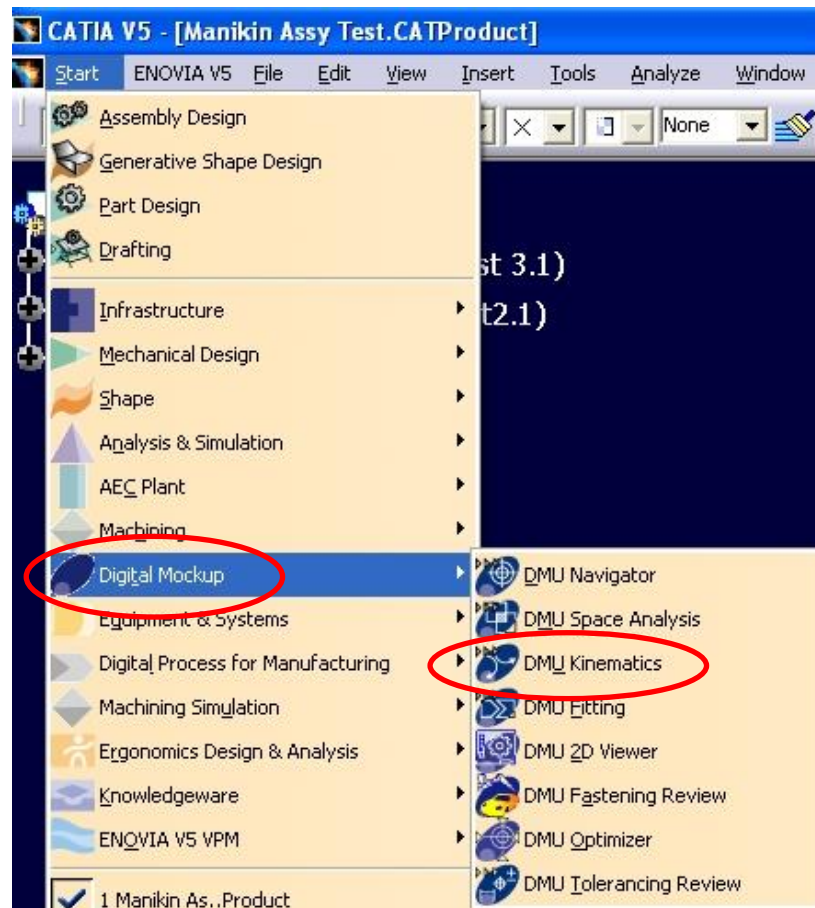 CATIA V5 - [Manikin Assy Test.CATProduct]
Start ENOVIA V5 File Edit View Insert Tools Analyze Window
None
Assembly Design
Generative Shape Design
Part Design
Drafting
st 3.1)
t2.1)
Infrastructure
Mechanical Design
Shape
Analysis & Simulation
AEC Plant
Machining
Digital Mockup
DMU Navigator
Equipment & Systems
DMU Space Analysis
Digital Process for Manufacturing
DMU Kinematics
Machining Simulation
DMU Fitting
Ergonomics Design & Analysis
DMU 2D Viewer
Knowledgeware
DMU Fastening Review
ENOVIA V5 VPM
DMU Optimizer
1 Manikin As..Product
DMU Tolerancing Review